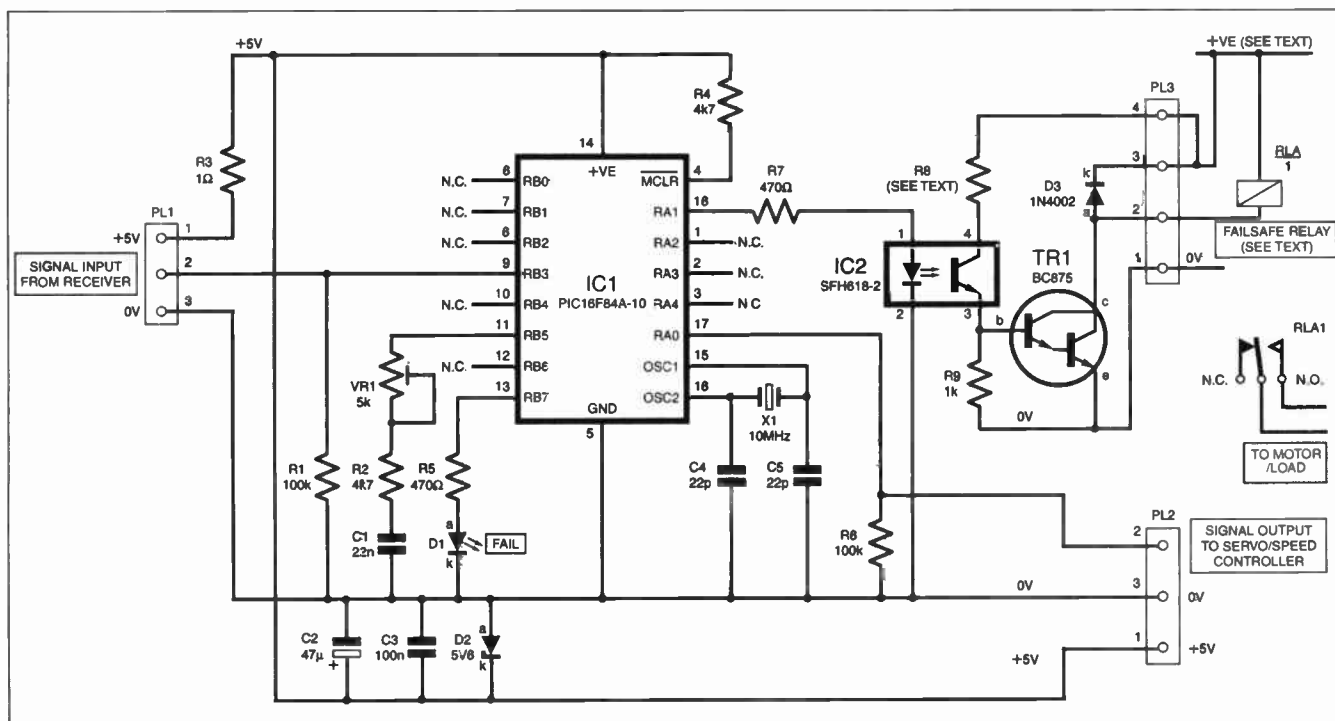 +5V
+VE (SEE TEXT)
PL3
R4
4k7
4
R3
1Ω
14
+VE
R8
(SEE TEXT)
3
k
D3
1N4002
a
RLA
1
N.C.
6
RB0
MCLR
4
R7
470Ω
PL1
N.C.
7
RB1
RA1
16
2
FAILSAFE RELAY
(SEE TEXT)
+5V
1
N.C.
6
RB2
RA2
1
N.C.
1
4
TR1
BC875
1
0V
SIGNAL INPUT
FROM RECEIVER
2
9
RB3
IC1
PIC16F84A-10
RA3
2
N.C.
IC2
SFH618-2
c
0V
3
N.C.
10
RB4
RA4
3
N C
2
3
b
11
RB5
RA0
17
RLA1
VR1
5k
N.C.
12
RB6
OSC1
15
R9
1k
e
N.C.
N.O.
13
RB7
OSC2
16
GND
X1
10MHz
0V
5
TO MOTOR
/LOAD
R1
100k
R2
4k7
R5
470Ω
C4
22p
C5
22p
PL2
C1
22n
a
D1
k
FAIL
R6
100k
2
SIGNAL OUTPUT
TO SERVO/SPEED
CONTROLLER
0V
3
0V
C2
47µ
+
C3
100n
D2
5V6
a
k
+5V
1
+5V